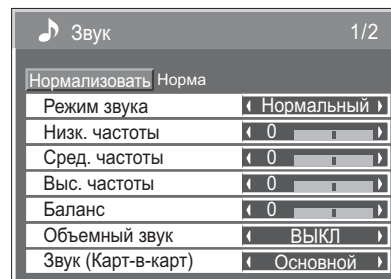 Звук 1/2
Нормализовать Норма
Режим звука Нормальный
Низк. частоты 0
Сред. частоты 0
Выс. частоты 0
Баланс 0
Объемный звук ВЫКЛ
Звук (Карт-в-карт) Основной